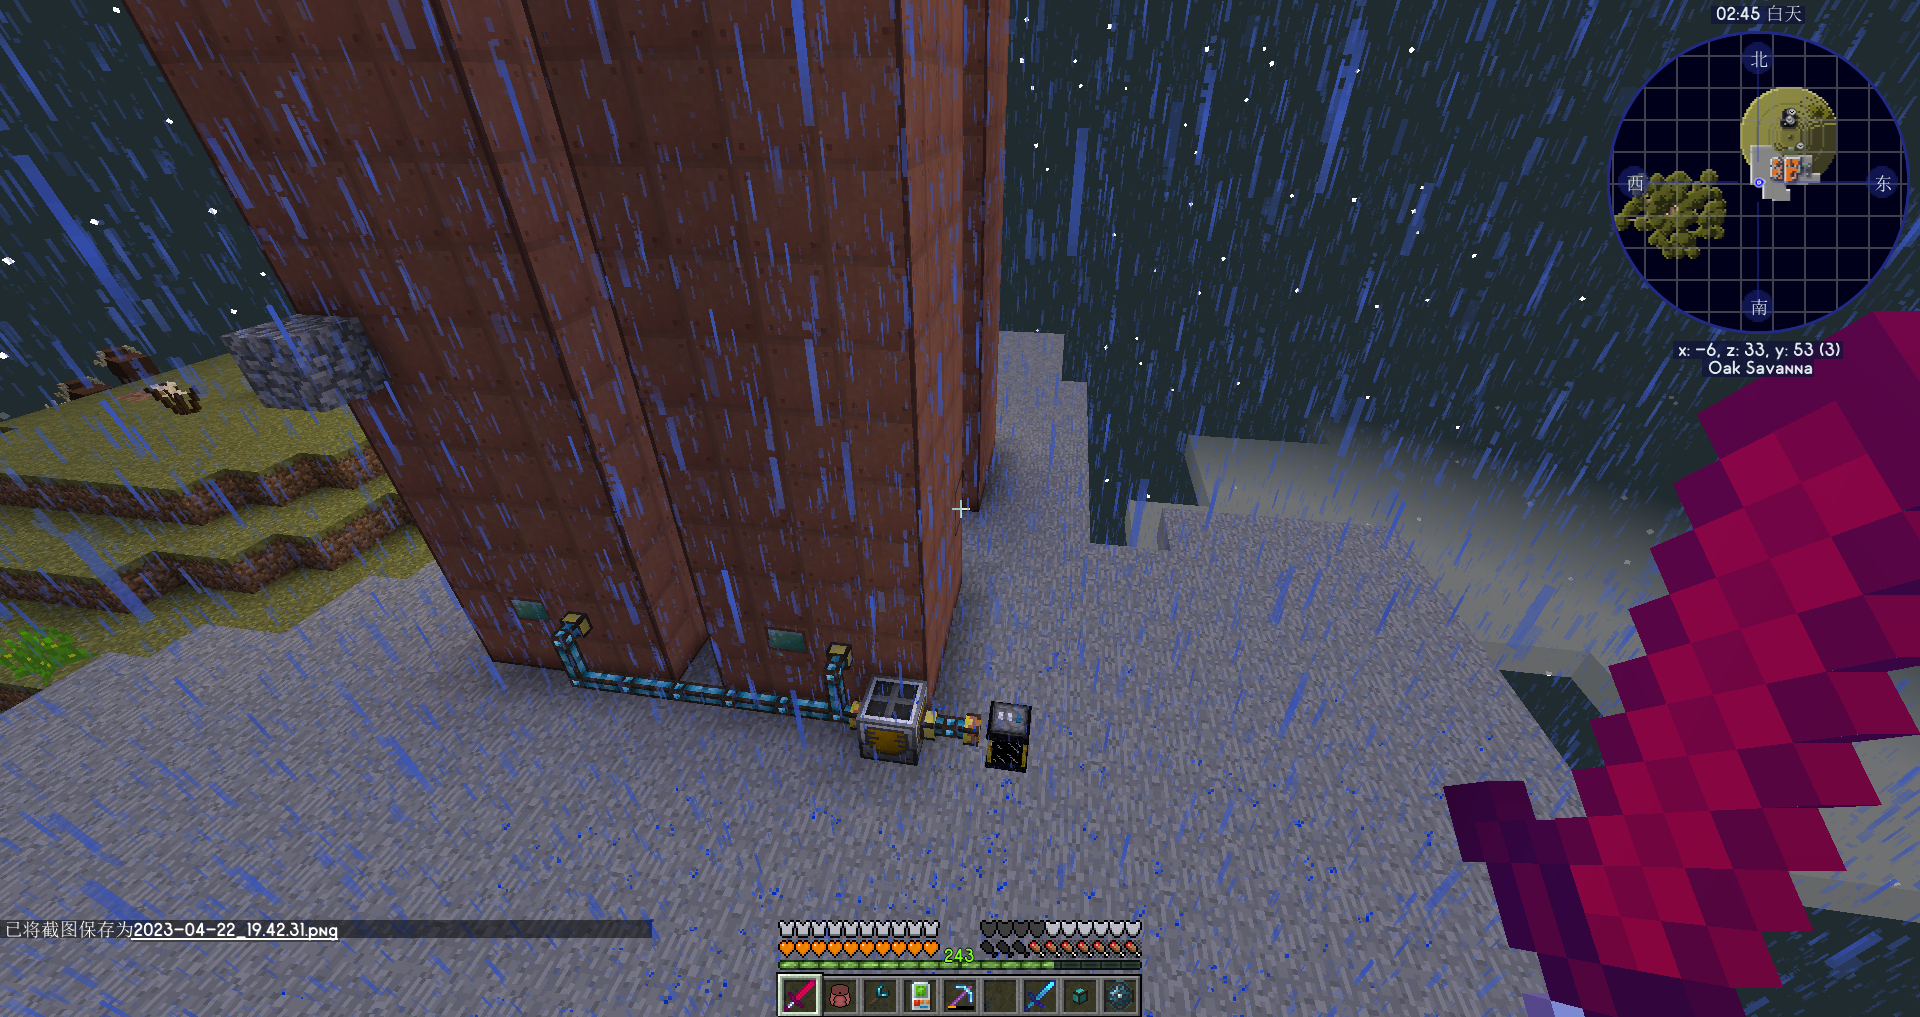 02:45 白天
北
西
东
南
x: -6, z: 33, y: 53 (3)
Oak Savanna
已将截图保存为2023-04-22_19.42.31.png
243